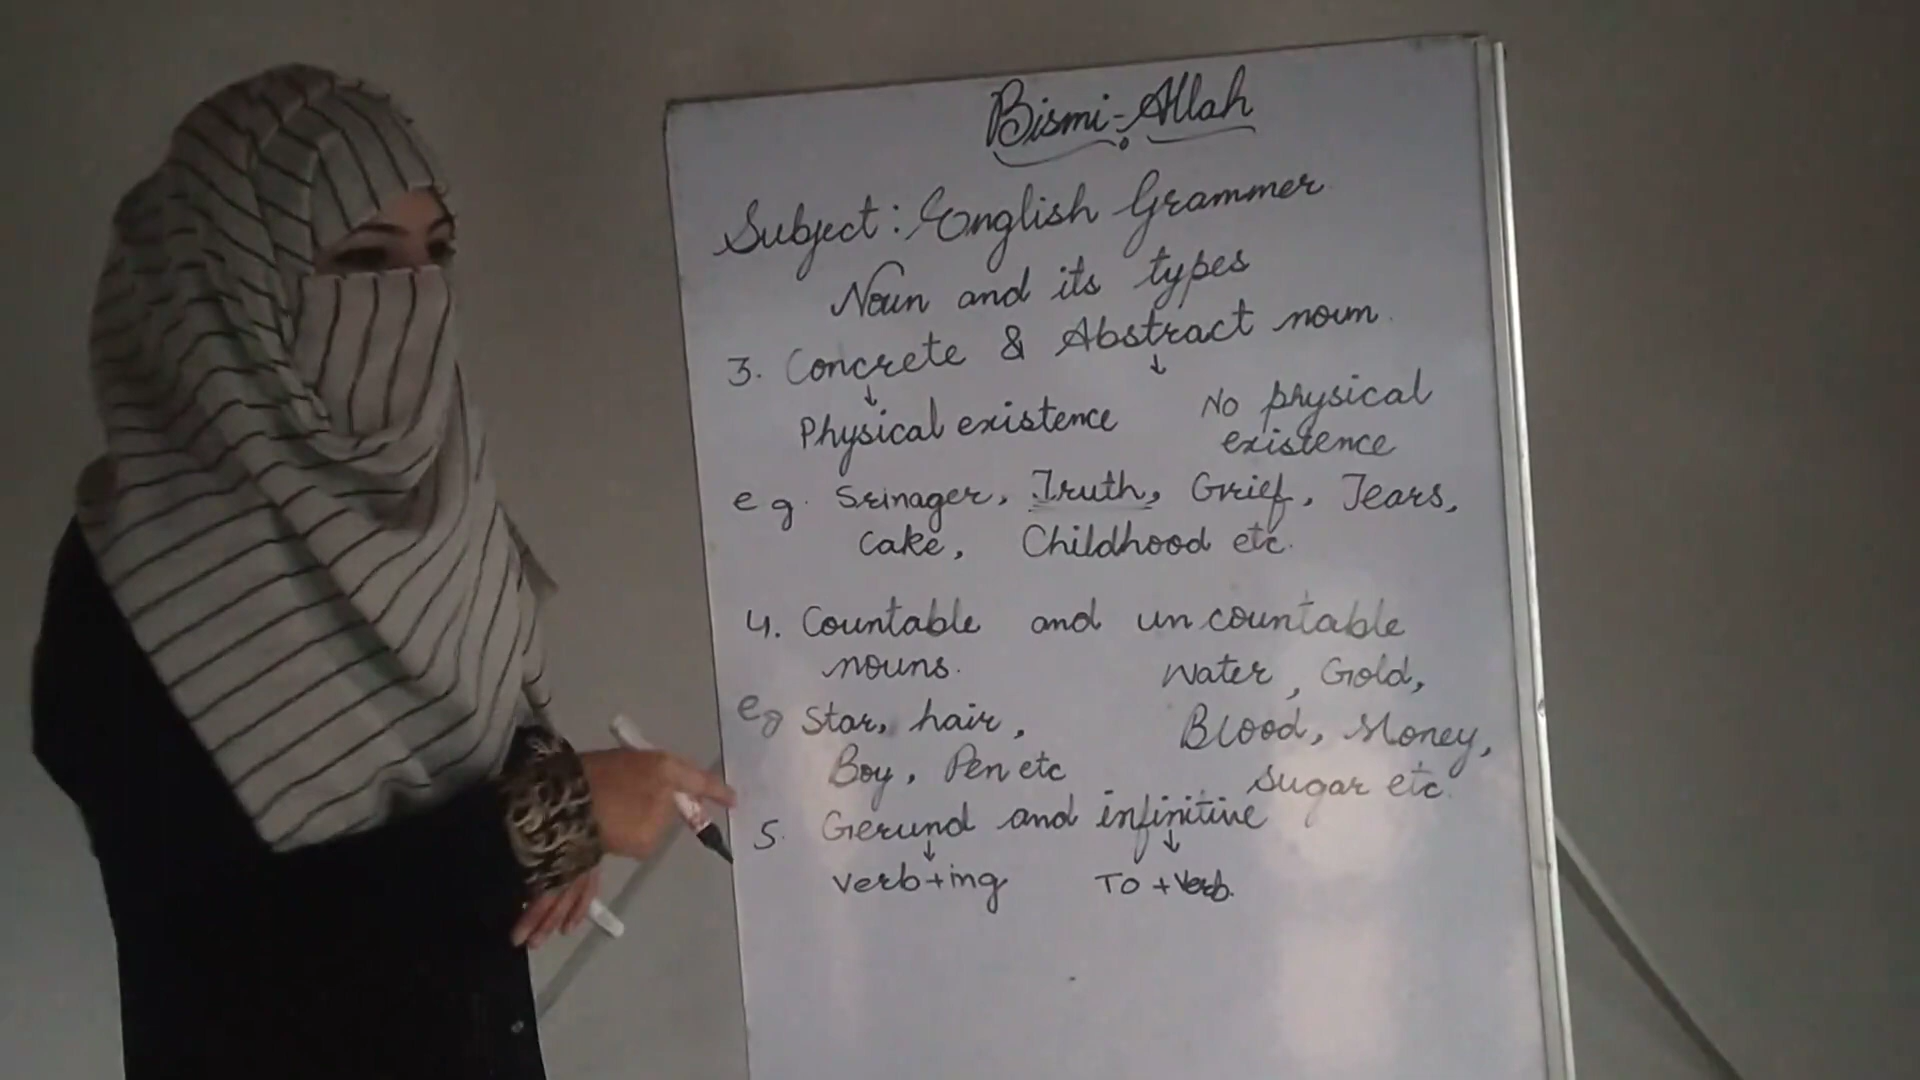 Bismi-Allah
Subject: English Grammer
Noun and its types
3. Concrete & Abstract noun
Physical existence
No physical
existence
eg. Srinager, Truth, Grief, Tears,
Cake, Childhood etc.
4. Countable and uncountable
nouns.
Water, Gold,
eg Star, hair,
Blood, Money,
Boy, Pen etc
Sugar etc.
5. Gerund and infinitive
verb+ing
To + Verb.